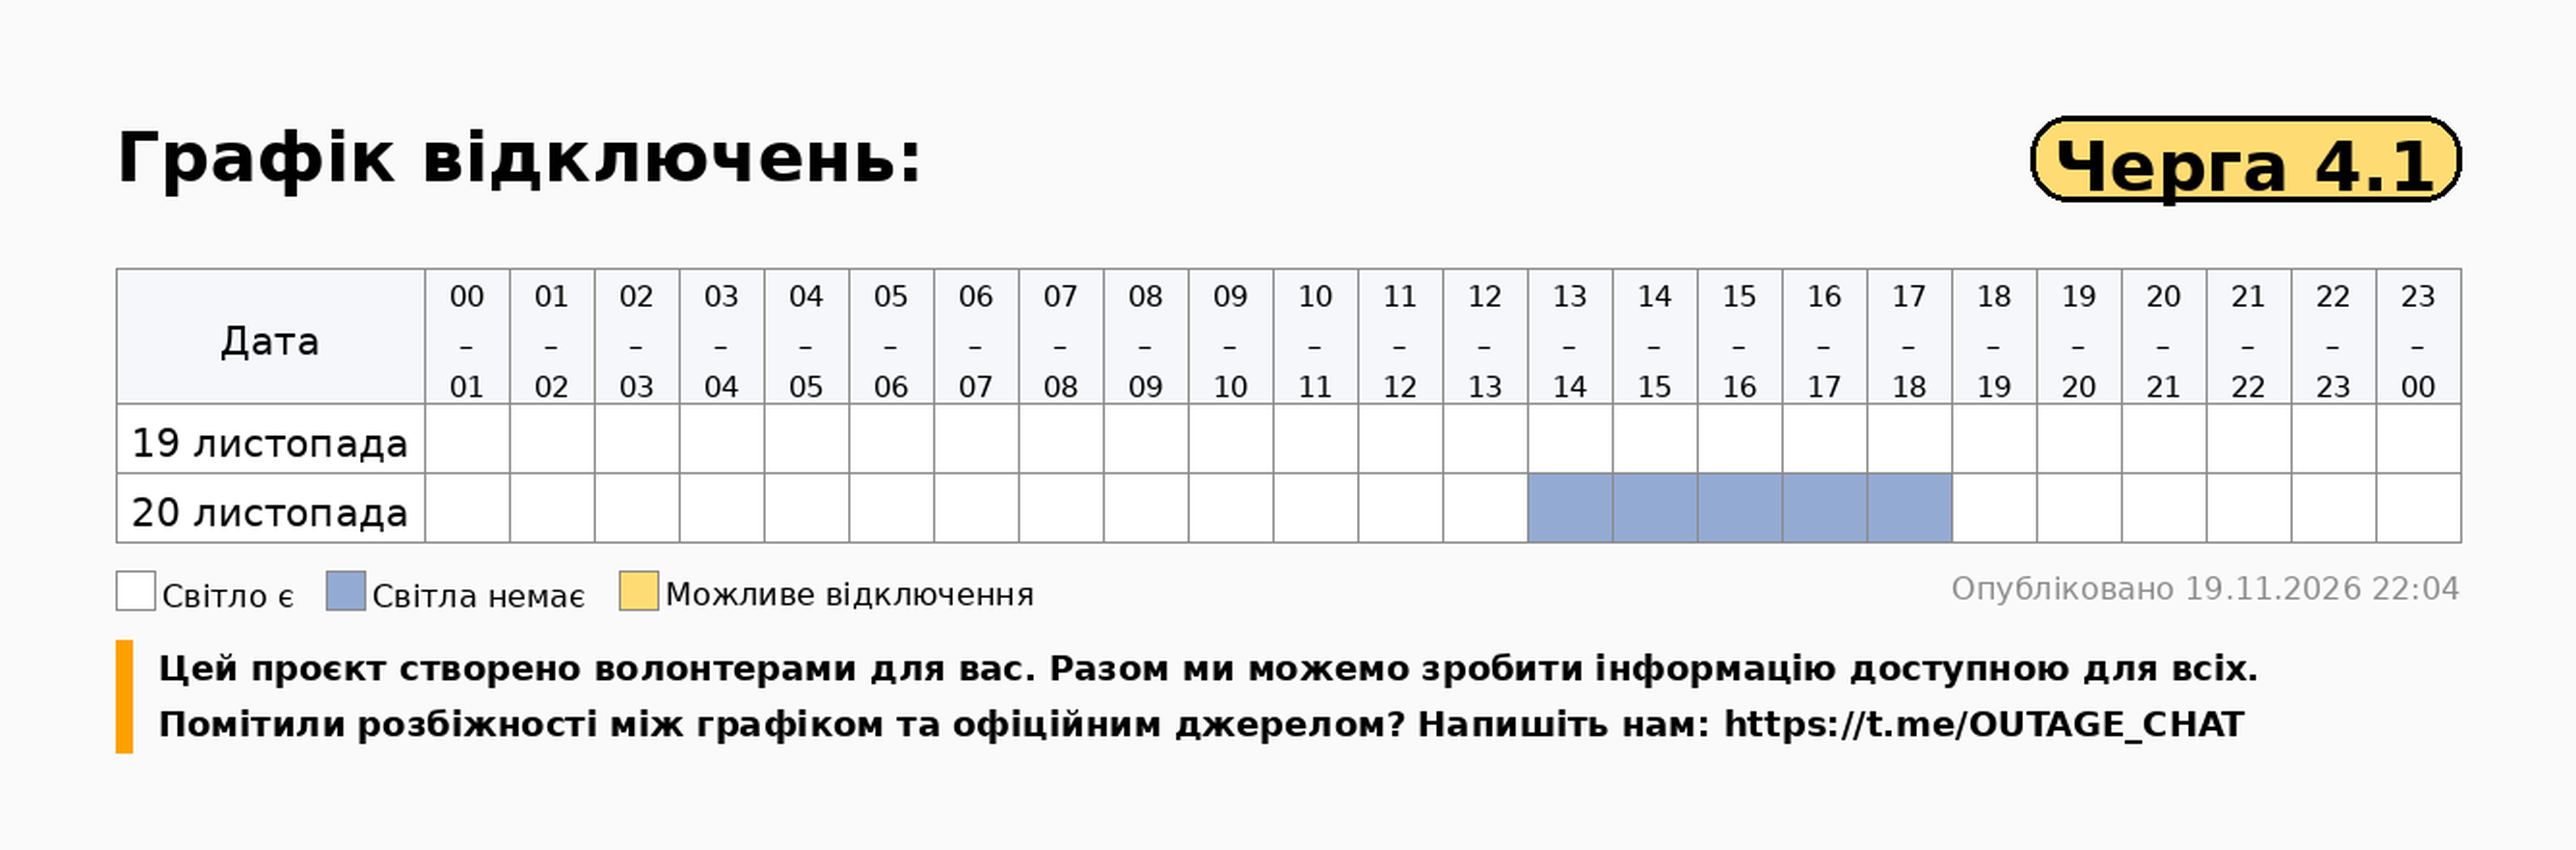 Графік відключень:
Черга 4.1
Дата 00 – 01 01 – 02 02 – 03 03 – 04 04 – 05 05 – 06 06 – 07 07 – 08 08 – 09 09 – 10 10 – 11 11 – 12 12 – 13 13 – 14 14 – 15 15 – 16 16 – 17 17 – 18 18 – 19 19 – 20 20 – 21 21 – 22 22 – 23 23 – 00
19 листопада
20 листопада
Світло є Світла немає Можливе відключення
Опубліковано 19.11.2026 22:04
Цей проєкт створено волонтерами для вас. Разом ми можемо зробити інформацію доступною для всіх.
Помітили розбіжності між графіком та офіційним джерелом? Напишіть нам: https://t.me/OUTAGE_CHAT